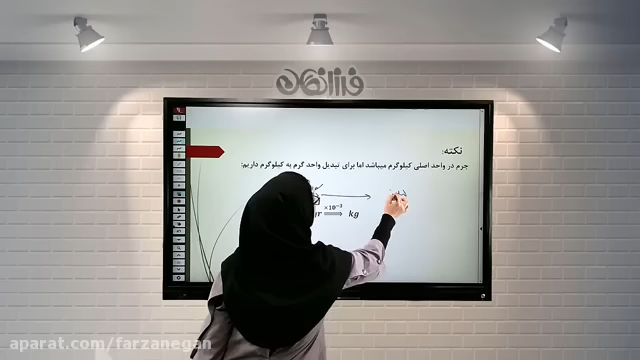 فرزانگان
نکته:
جرم در واحد اصلی کیلوگرم میباشد اما برای تبدیل واحد گرم به کیلوگرم داریم:
×10⁻³
gr ⟹ kg
aparat.com/farzanegan